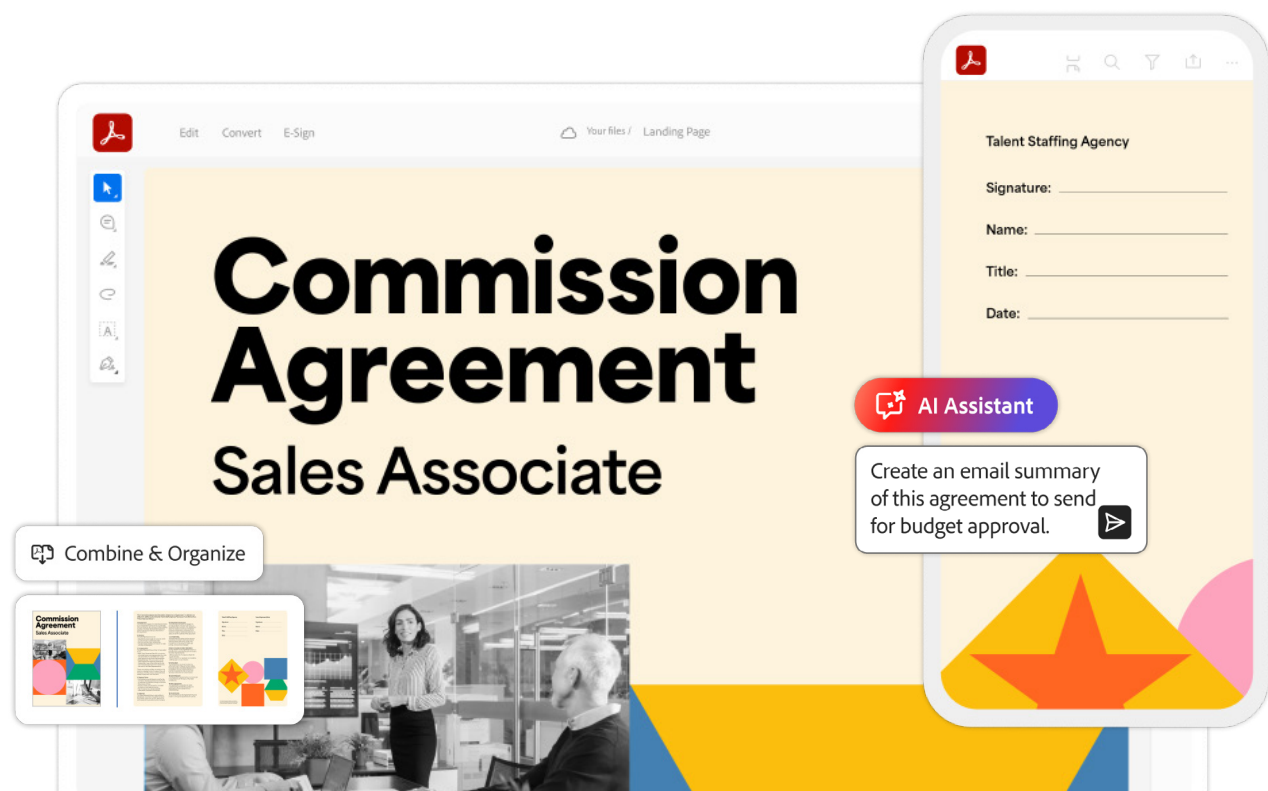 Edit Convert E-Sign
Your files / Landing Page
Commission
Agreement
Sales Associate
Talent Staffing Agency
Signature:
Name:
Title:
Date:
AI Assistant
Create an email summary
of this agreement to send
for budget approval.
Combine & Organize
Commission
Agreement
Sales Associate
A